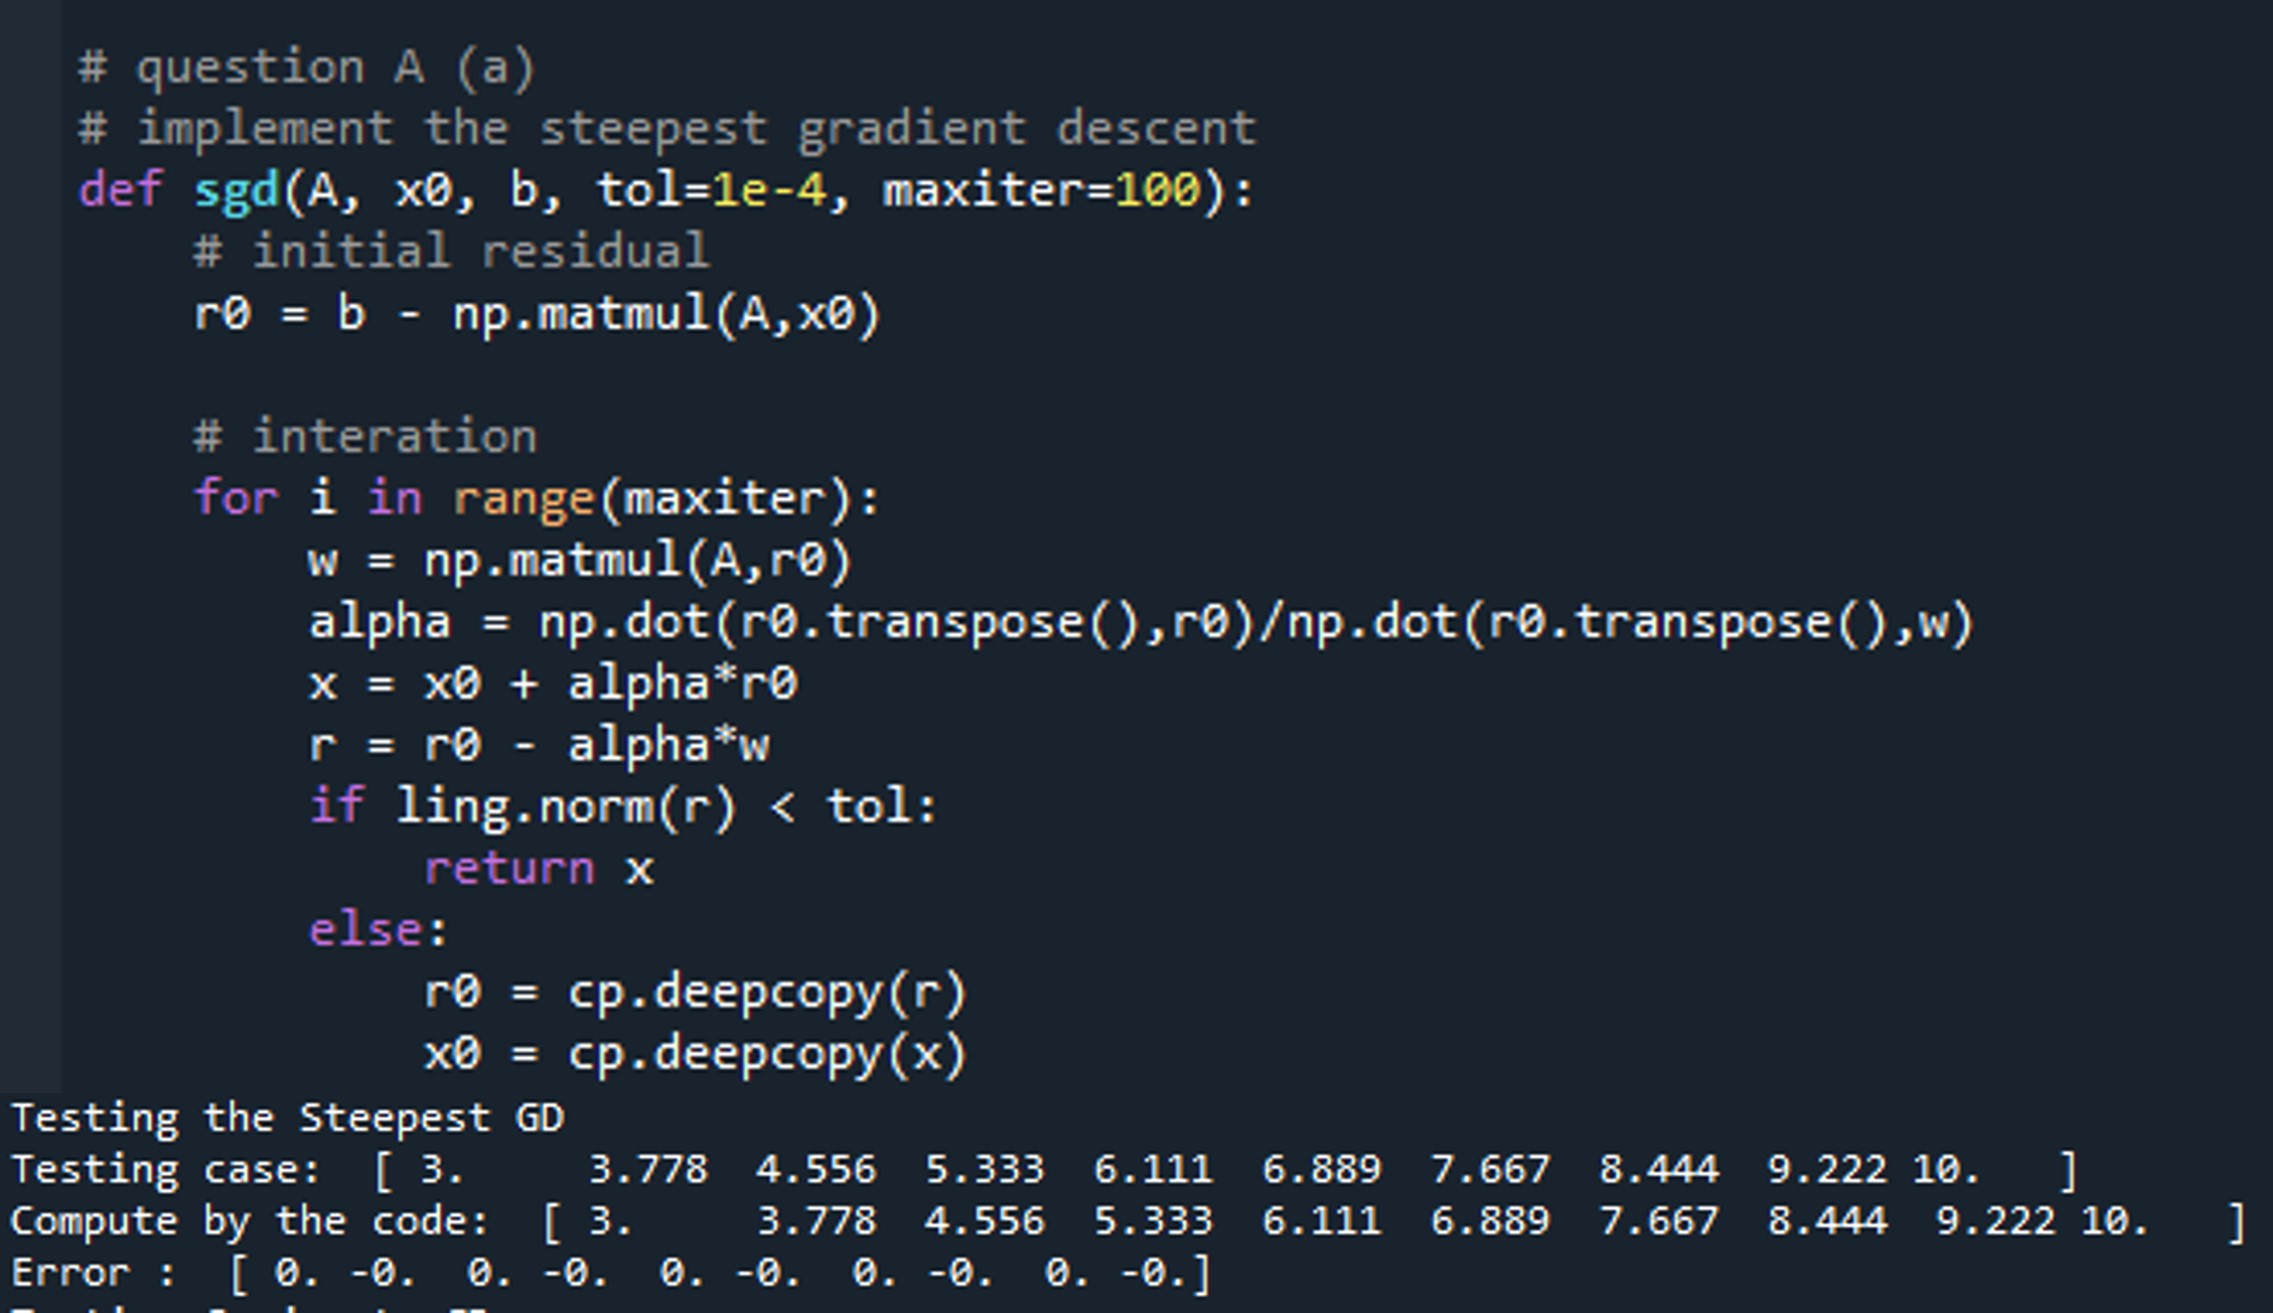 # question A (a)
# implement the steepest gradient descent
def sgd(A, x0, b, tol=1e-4, maxiter=100):
    # initial residual
    r0 = b - np.matmul(A,x0)

    # interation
    for i in range(maxiter):
        w = np.matmul(A,r0)
        alpha = np.dot(r0.transpose(),r0)/np.dot(r0.transpose(),w)
        x = x0 + alpha*r0
        r = r0 - alpha*w
        if ling.norm(r) < tol:
            return x
        else:
            r0 = cp.deepcopy(r)
            x0 = cp.deepcopy(x)
Testing the Steepest GD
Testing case:  [ 3.     3.778  4.556  5.333  6.111  6.889  7.667  8.444  9.222 10.   ]
Compute by the code:  [ 3.     3.778  4.556  5.333  6.111  6.889  7.667  8.444  9.222 10.   ]
Error :  [ 0. -0.  0. -0.  0. -0.  0. -0.  0. -0.]